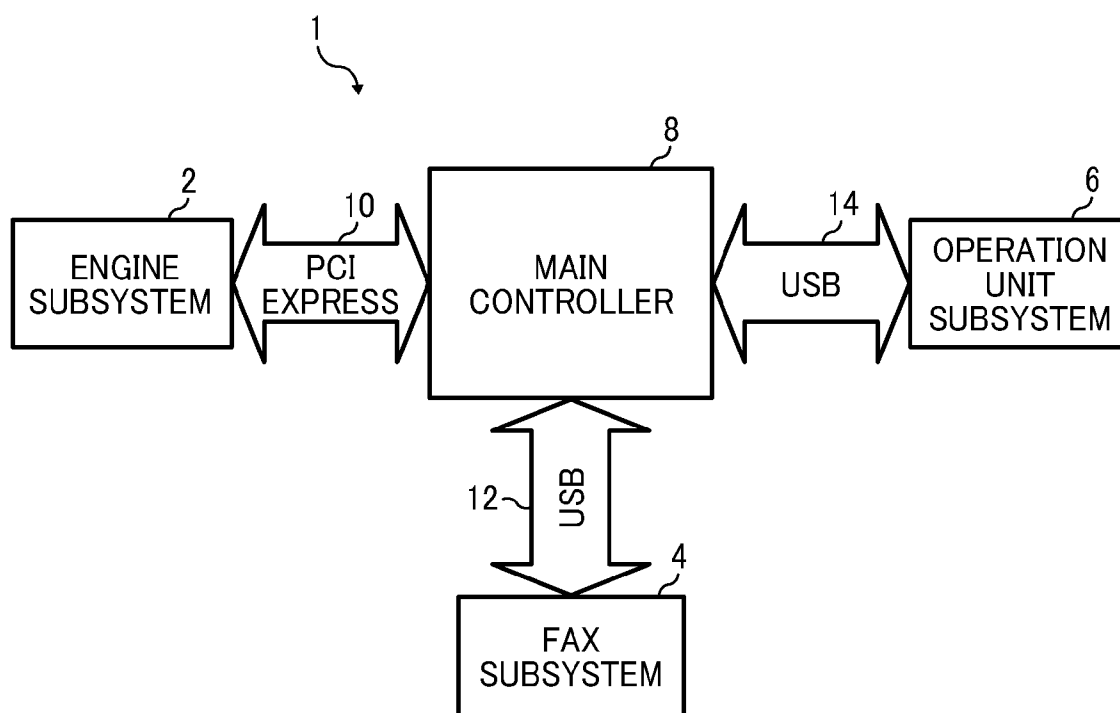 1
8
2
10
14
6
ENGINE
SUBSYSTEM
PCI
EXPRESS
MAIN
CONTROLLER
USB
OPERATION
UNIT
SUBSYSTEM
12
USB
4
FAX
SUBSYSTEM